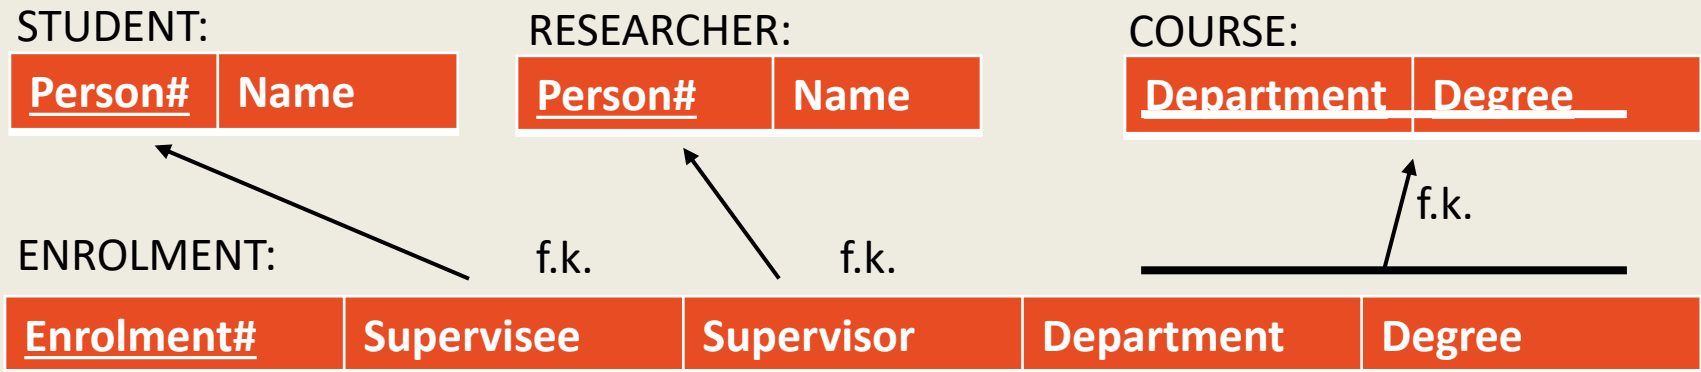 STUDENT: RESEARCHER: COURSE:
Person# Name Person# Name Department Degree
f.k.
ENROLMENT: f.k. f.k.
Enrolment# Supervisee Supervisor Department Degree